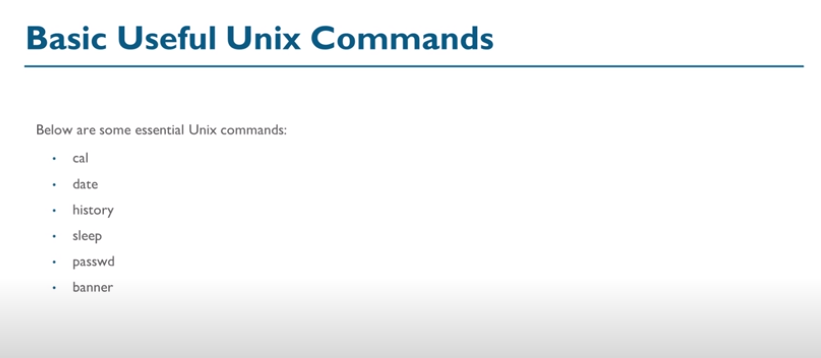 Basic Useful Unix Commands
Below are some essential Unix commands:
• cal
• date
• history
• sleep
• passwd
• banner